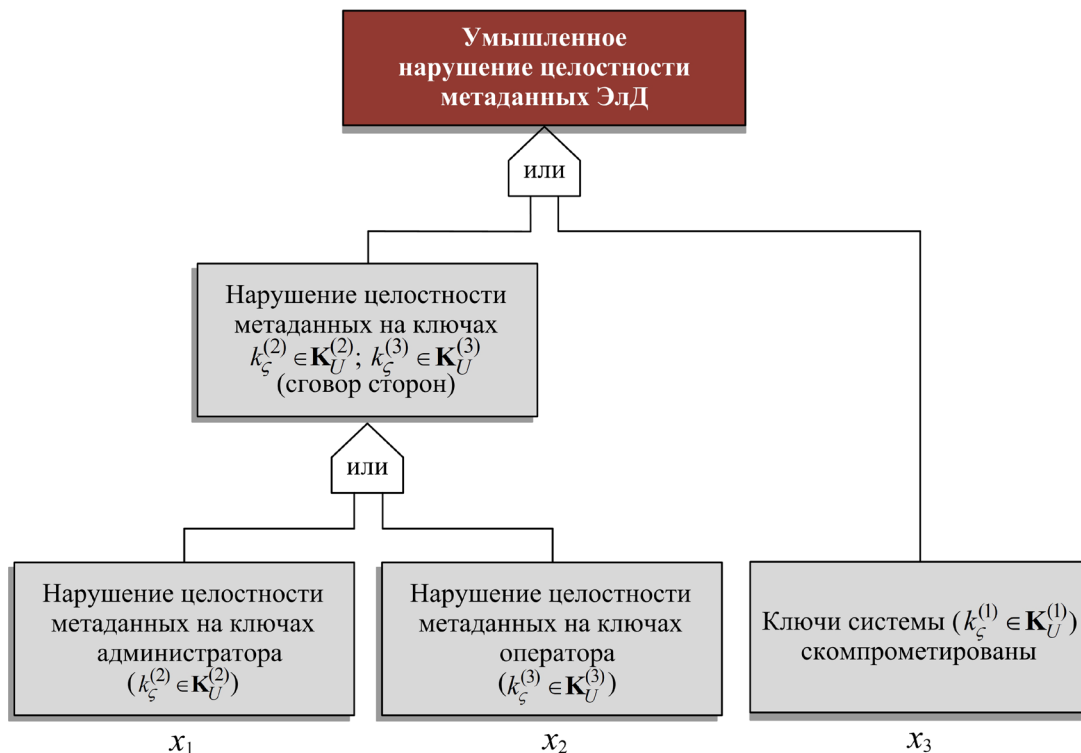 Умышленное
нарушение целостности
метаданных ЭлД
или
Нарушение целостности
метаданных на ключах
k_ς^(2) ∈ K_U^(2); k_ς^(3) ∈ K_U^(3)
(сговор сторон)
или
Нарушение целостности
метаданных на ключах
администратора
(k_ς^(2) ∈ K_U^(2))
Нарушение целостности
метаданных на ключах
оператора
(k_ς^(3) ∈ K_U^(3))
Ключи системы (k_ς^(1) ∈ K_U^(1))
скомпрометированы
x₁
x₂
x₃